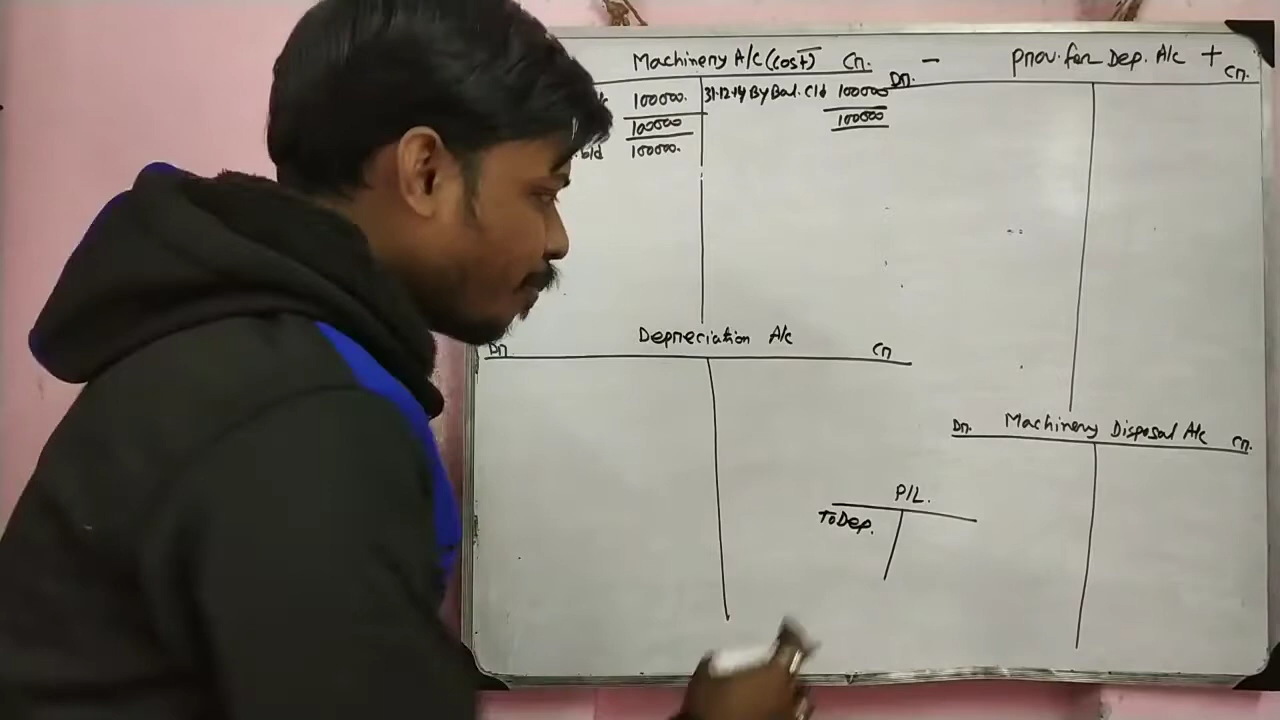 Machinery A/c (cost) Cr.
100000. 31.12.14 By Bal. c/d 100000
100000 100000
b/d 100000.
Dr. - prov. for Dep. A/c + Cr.
Depreciation A/c
Dr. Cr
Dr. Machinery Disposal A/c Cr.
P/L.
To Dep.